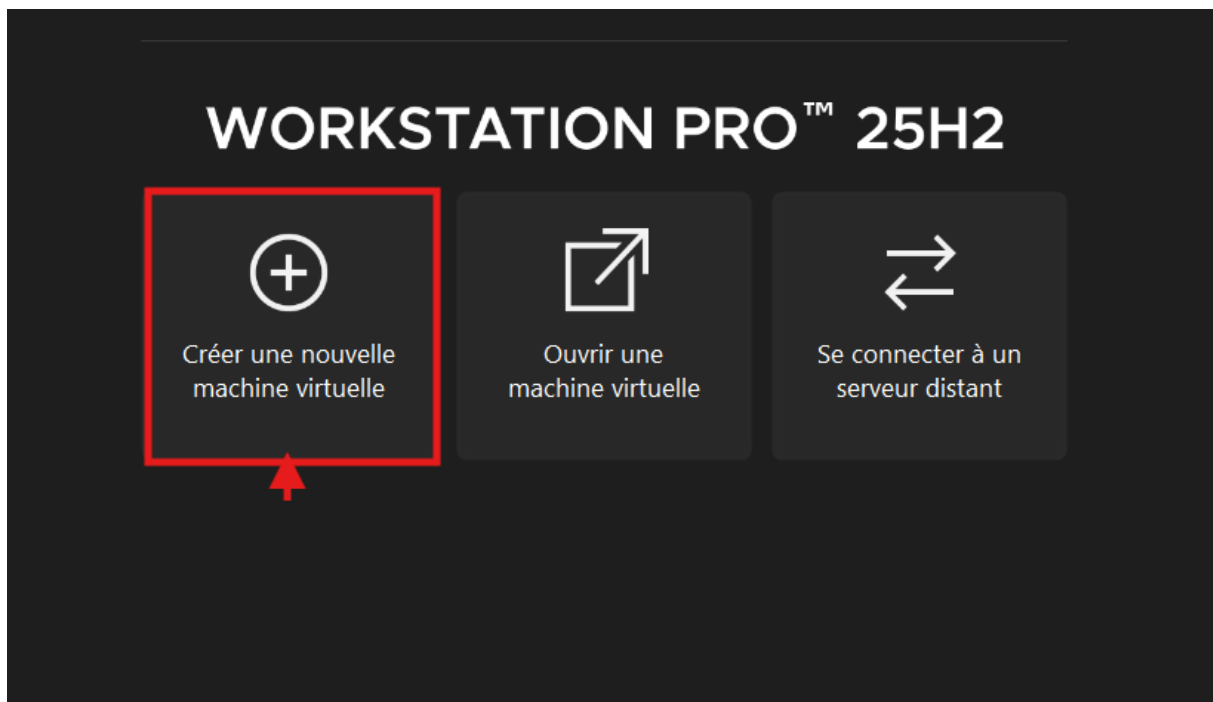 WORKSTATION PRO™ 25H2
Créer une nouvelle
machine virtuelle
Ouvrir une
machine virtuelle
Se connecter à un
serveur distant